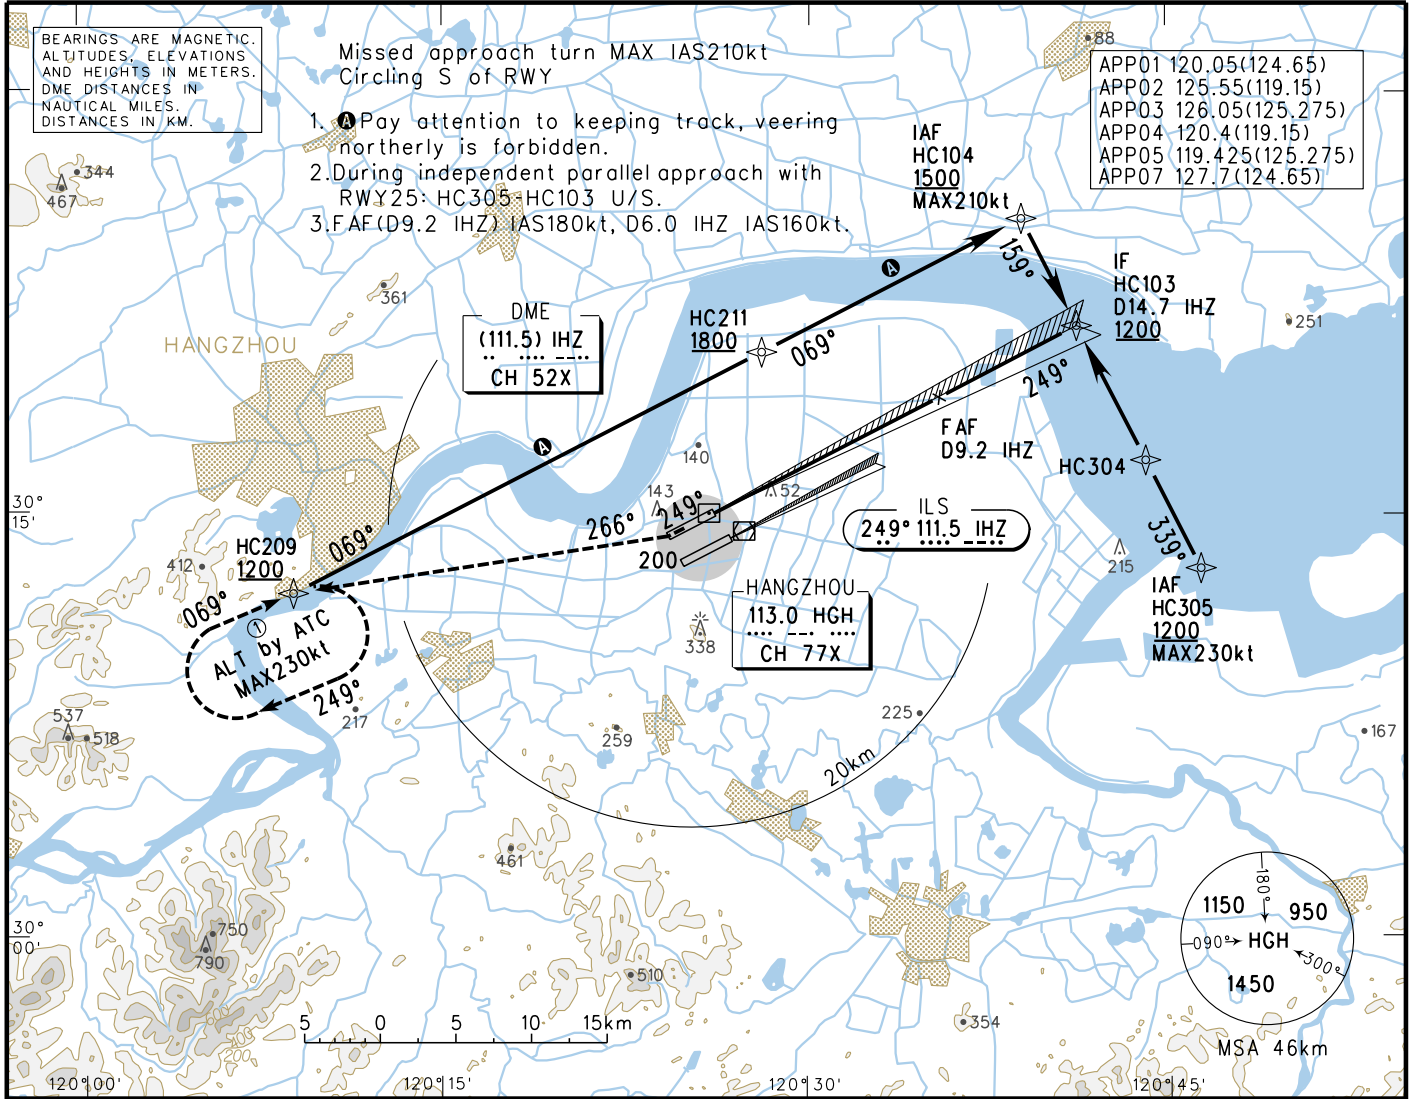 BEARINGS ARE MAGNETIC.
ALTITUDES, ELEVATIONS
AND HEIGHTS IN METERS.
DME DISTANCES IN
NAUTICAL MILES.
DISTANCES IN KM.
Missed approach turn MAX IAS210kt
Circling S of RWY
1. A Pay attention to keeping track, veering
northerly is forbidden.
2.During independent parallel approach with
RWY25: HC305-HC103 U/S.
3.FAF(D9.2 IHZ) IAS180kt, D6.0 IHZ IAS160kt.
88
APP01 120.05(124.65)
APP02 125.55(119.15)
APP03 126.05(125.275)
APP04 120.4(119.15)
APP05 119.425(125.275)
APP07 127.7(124.65)
IAF
HC104
1500
MAX210kt
344
467
159°
A
IF
HC103
D14.7 IHZ
1200
361
251
DME
(111.5) IHZ
CH 52X
HC211
1800
069°
HANGZHOU
249°
A
FAF
D9.2 IHZ
140
HC304
143
52
30°
15'
249°
266°
ILS
249° 111.5 IHZ
069°
339°
HC209
1200
412
200
215
069°
HANGZHOU
113.0 HGH
CH 77X
IAF
HC305
1200
MAX230kt
1
ALT by ATC
MAX230kt
249°
338
217
537
518
259
225
167
20km
461
180°
1150
950
090°
HGH
300°
1450
MSA 46km
30°
00'
750
790
510
354
400
200
5 0 5 10 15km
120°00'
120°15'
120°30'
120°45'